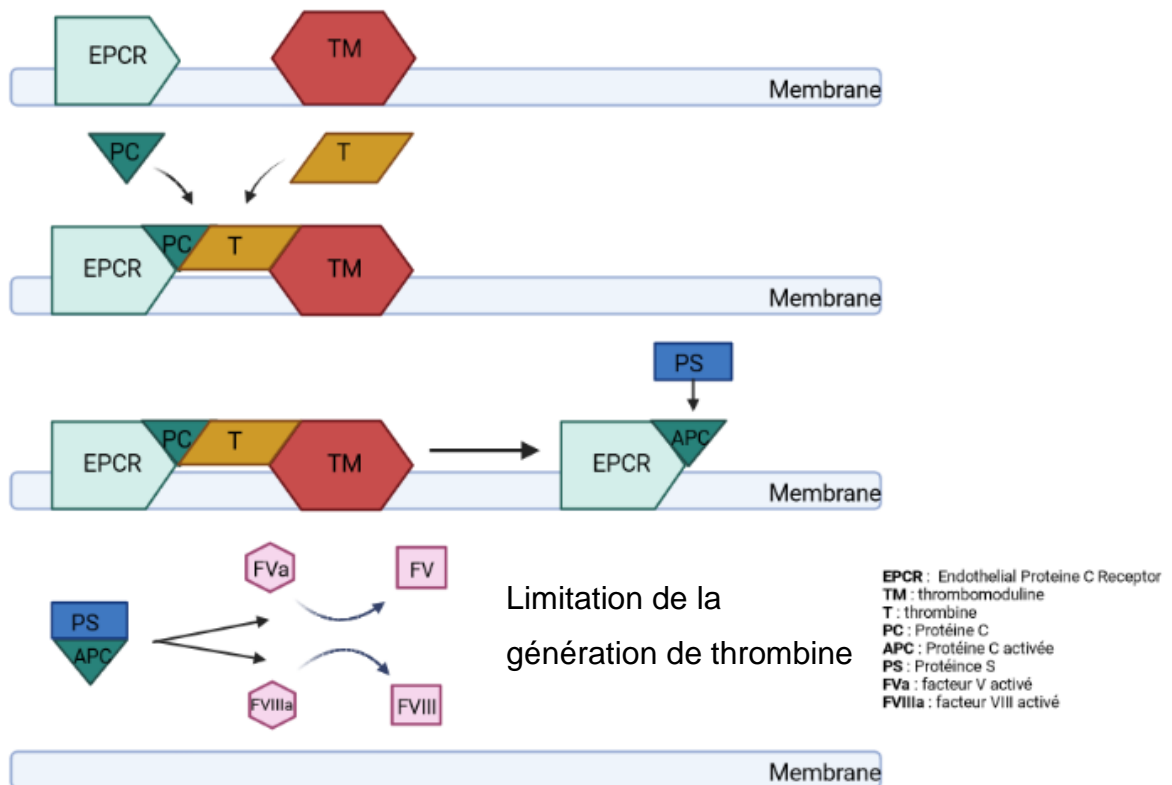 EPCR
TM
Membrane
PC
T
EPCR
PC
T
TM
Membrane
PS
EPCR
PC
T
TM
EPCR
APC
Membrane
FVa
FV
PS
APC
FVIIIa
FVIII
Limitation de la
génération de thrombine
EPCR : Endothelial Proteine C Receptor
TM : thrombomoduline
T : thrombine
PC : Protéine C
APC : Protéine C activée
PS : Protéince S
FVa : facteur V activé
FVIIIa : facteur VIII activé
Membrane